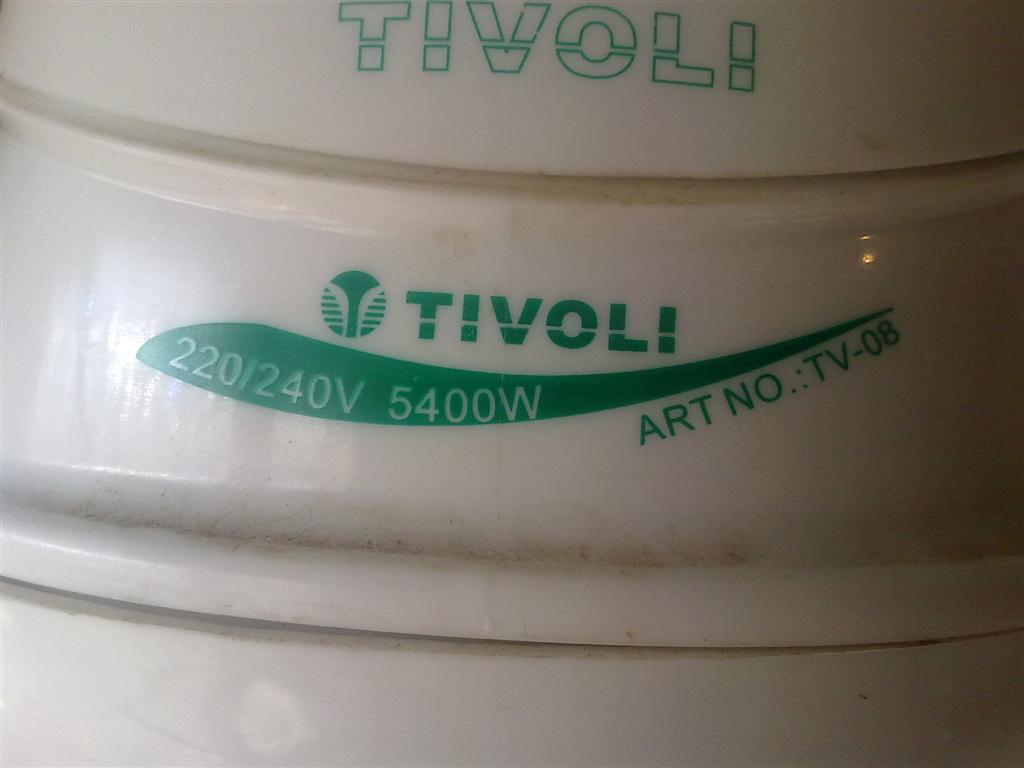 TIVOLI
TIVOLI
220/240V 5400W
ART NO.:TV-08